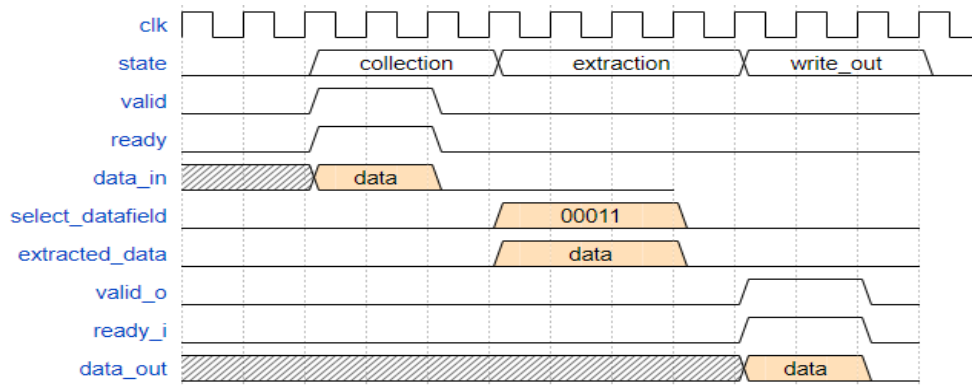 clk
state collection extraction write_out
valid
ready
data_in data
select_datafield 00011
extracted_data data
valid_o
ready_i
data_out data